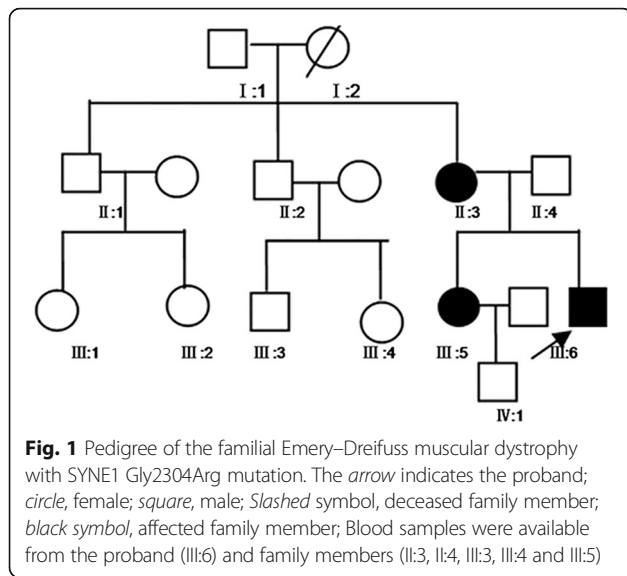 Ⅰ:1 Ⅰ:2
Ⅱ:1 Ⅱ:2 Ⅱ:3 Ⅱ:4
Ⅲ:1 Ⅲ:2 Ⅲ:3 Ⅲ:4 Ⅲ:5 Ⅲ:6
Ⅳ:1
Fig. 1 Pedigree of the familial Emery–Dreifuss muscular dystrophy
with SYNE1 Gly2304Arg mutation. The arrow indicates the proband;
circle, female; square, male; Slashed symbol, deceased family member;
black symbol, affected family member; Blood samples were available
from the proband (III:6) and family members (II:3, II:4, III:3, III:4 and III:5)